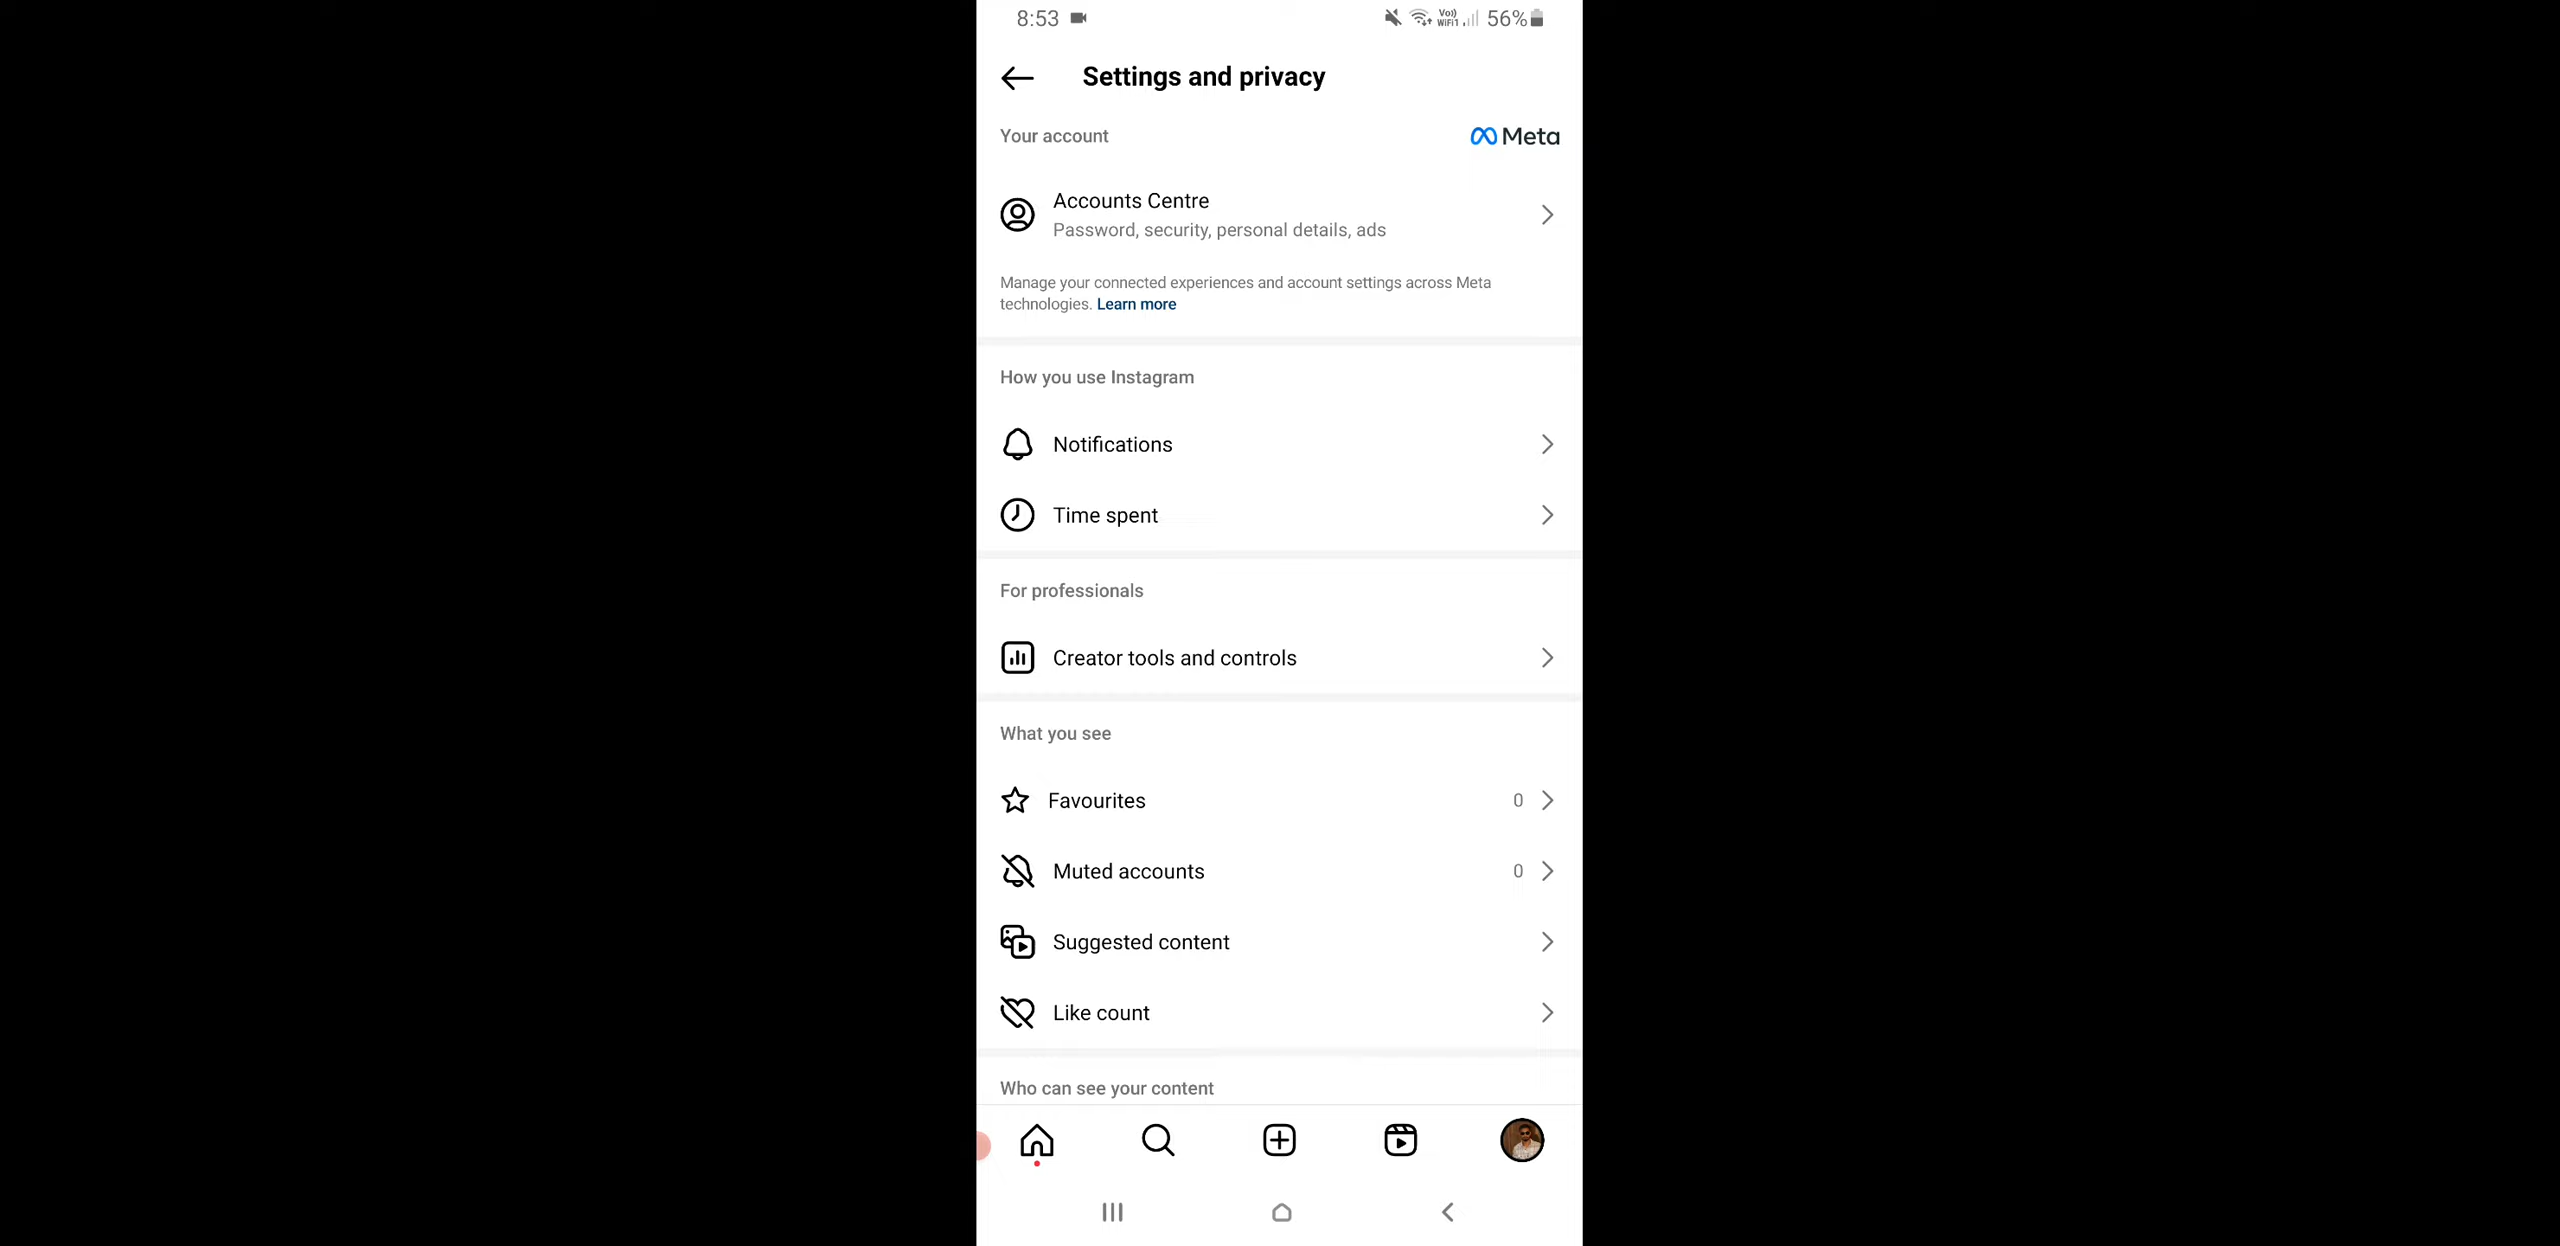 8:53
Vo))
WiFi1
56%
Settings and privacy
Your account
Meta
Accounts Centre
Password, security, personal details, ads
Manage your connected experiences and account settings across Meta
technologies. Learn more
How you use Instagram
Notifications
Time spent
For professionals
Creator tools and controls
What you see
Favourites 0
Muted accounts 0
Suggested content
Like count
Who can see your content